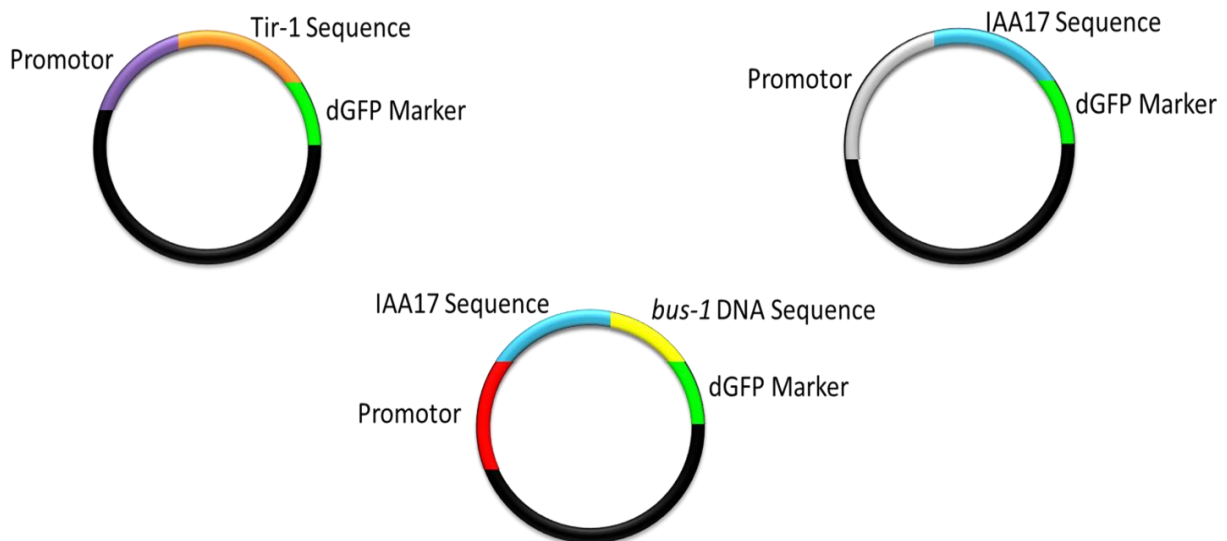 Tir-1 Sequence
Promotor
dGFP Marker
IAA17 Sequence
Promotor
dGFP Marker
IAA17 Sequence
bus-1 DNA Sequence
dGFP Marker
Promotor